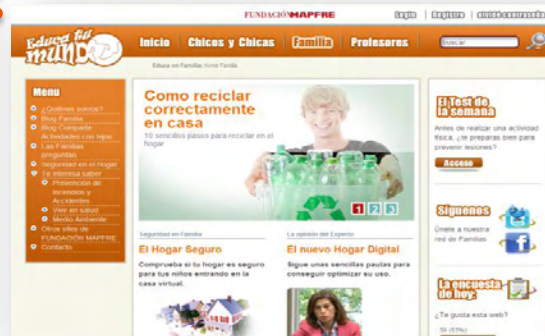 FUNDACIÓN MAPFRE
Login | Registro | olvidé contraseña
Educa tu mundo
Inicio
Chicos y Chicas
Familia
Profesores
Buscar
Educa en Familia: Home Familia
Menu
¿Quiénes somos?
Blog Familia
Blog Comparte
Actividades con hijos
Las Familias
preguntan
Seguridad en el hogar
Te interesa saber
Prevención de
Incendios y
Accidentes
Vivir en salud
Medio Ambiente
Otros sites de
FUNDACIÓN MAPFRE
Contacto
Como reciclar
correctamente
en casa
10 sencillos pasos para reciclar en el
hogar
1 2 3
Seguridad en Familia
El Hogar Seguro
Comprueba si tu hogar es seguro
para tus niños entrando en la
casa virtual.
La opinión del Experto
El nuevo Hogar Digital
Sigue unas sencillas pautas para
conseguir optimizar su uso.
El Test de
la semana
Antes de realizar una actividad
física, ¿te preparas bien para
prevenir lesiones?
Acceso
Síguenos
Únete a nuestra
red de Familias
La encuesta
de hoy:
¿Te gusta esta web?
SI (53%)